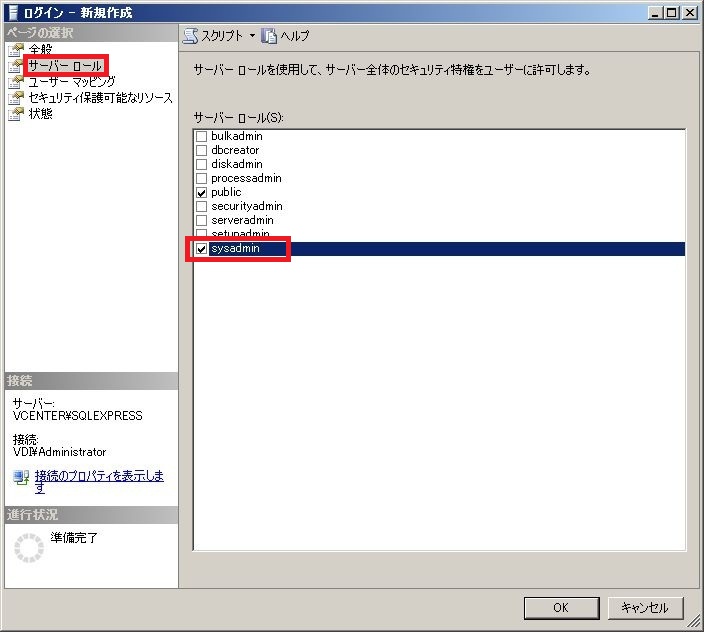 ログイン - 新規作成
ページの選択
全般
サーバー ロール
ユーザー マッピング
セキュリティ保護可能なリソース
状態
スクリプト
ヘルプ
サーバー ロールを使用して、サーバー全体のセキュリティ特権をユーザーに許可します。
サーバー ロール(S):
bulkadmin
dbcreator
diskadmin
processadmin
public
securityadmin
serveradmin
setupadmin
sysadmin
接続
サーバー:
VCENTER¥SQLEXPRESS
接続:
VDI¥Administrator
接続のプロパティを表示しま
す
進行状況
準備完了
OK
キャンセル